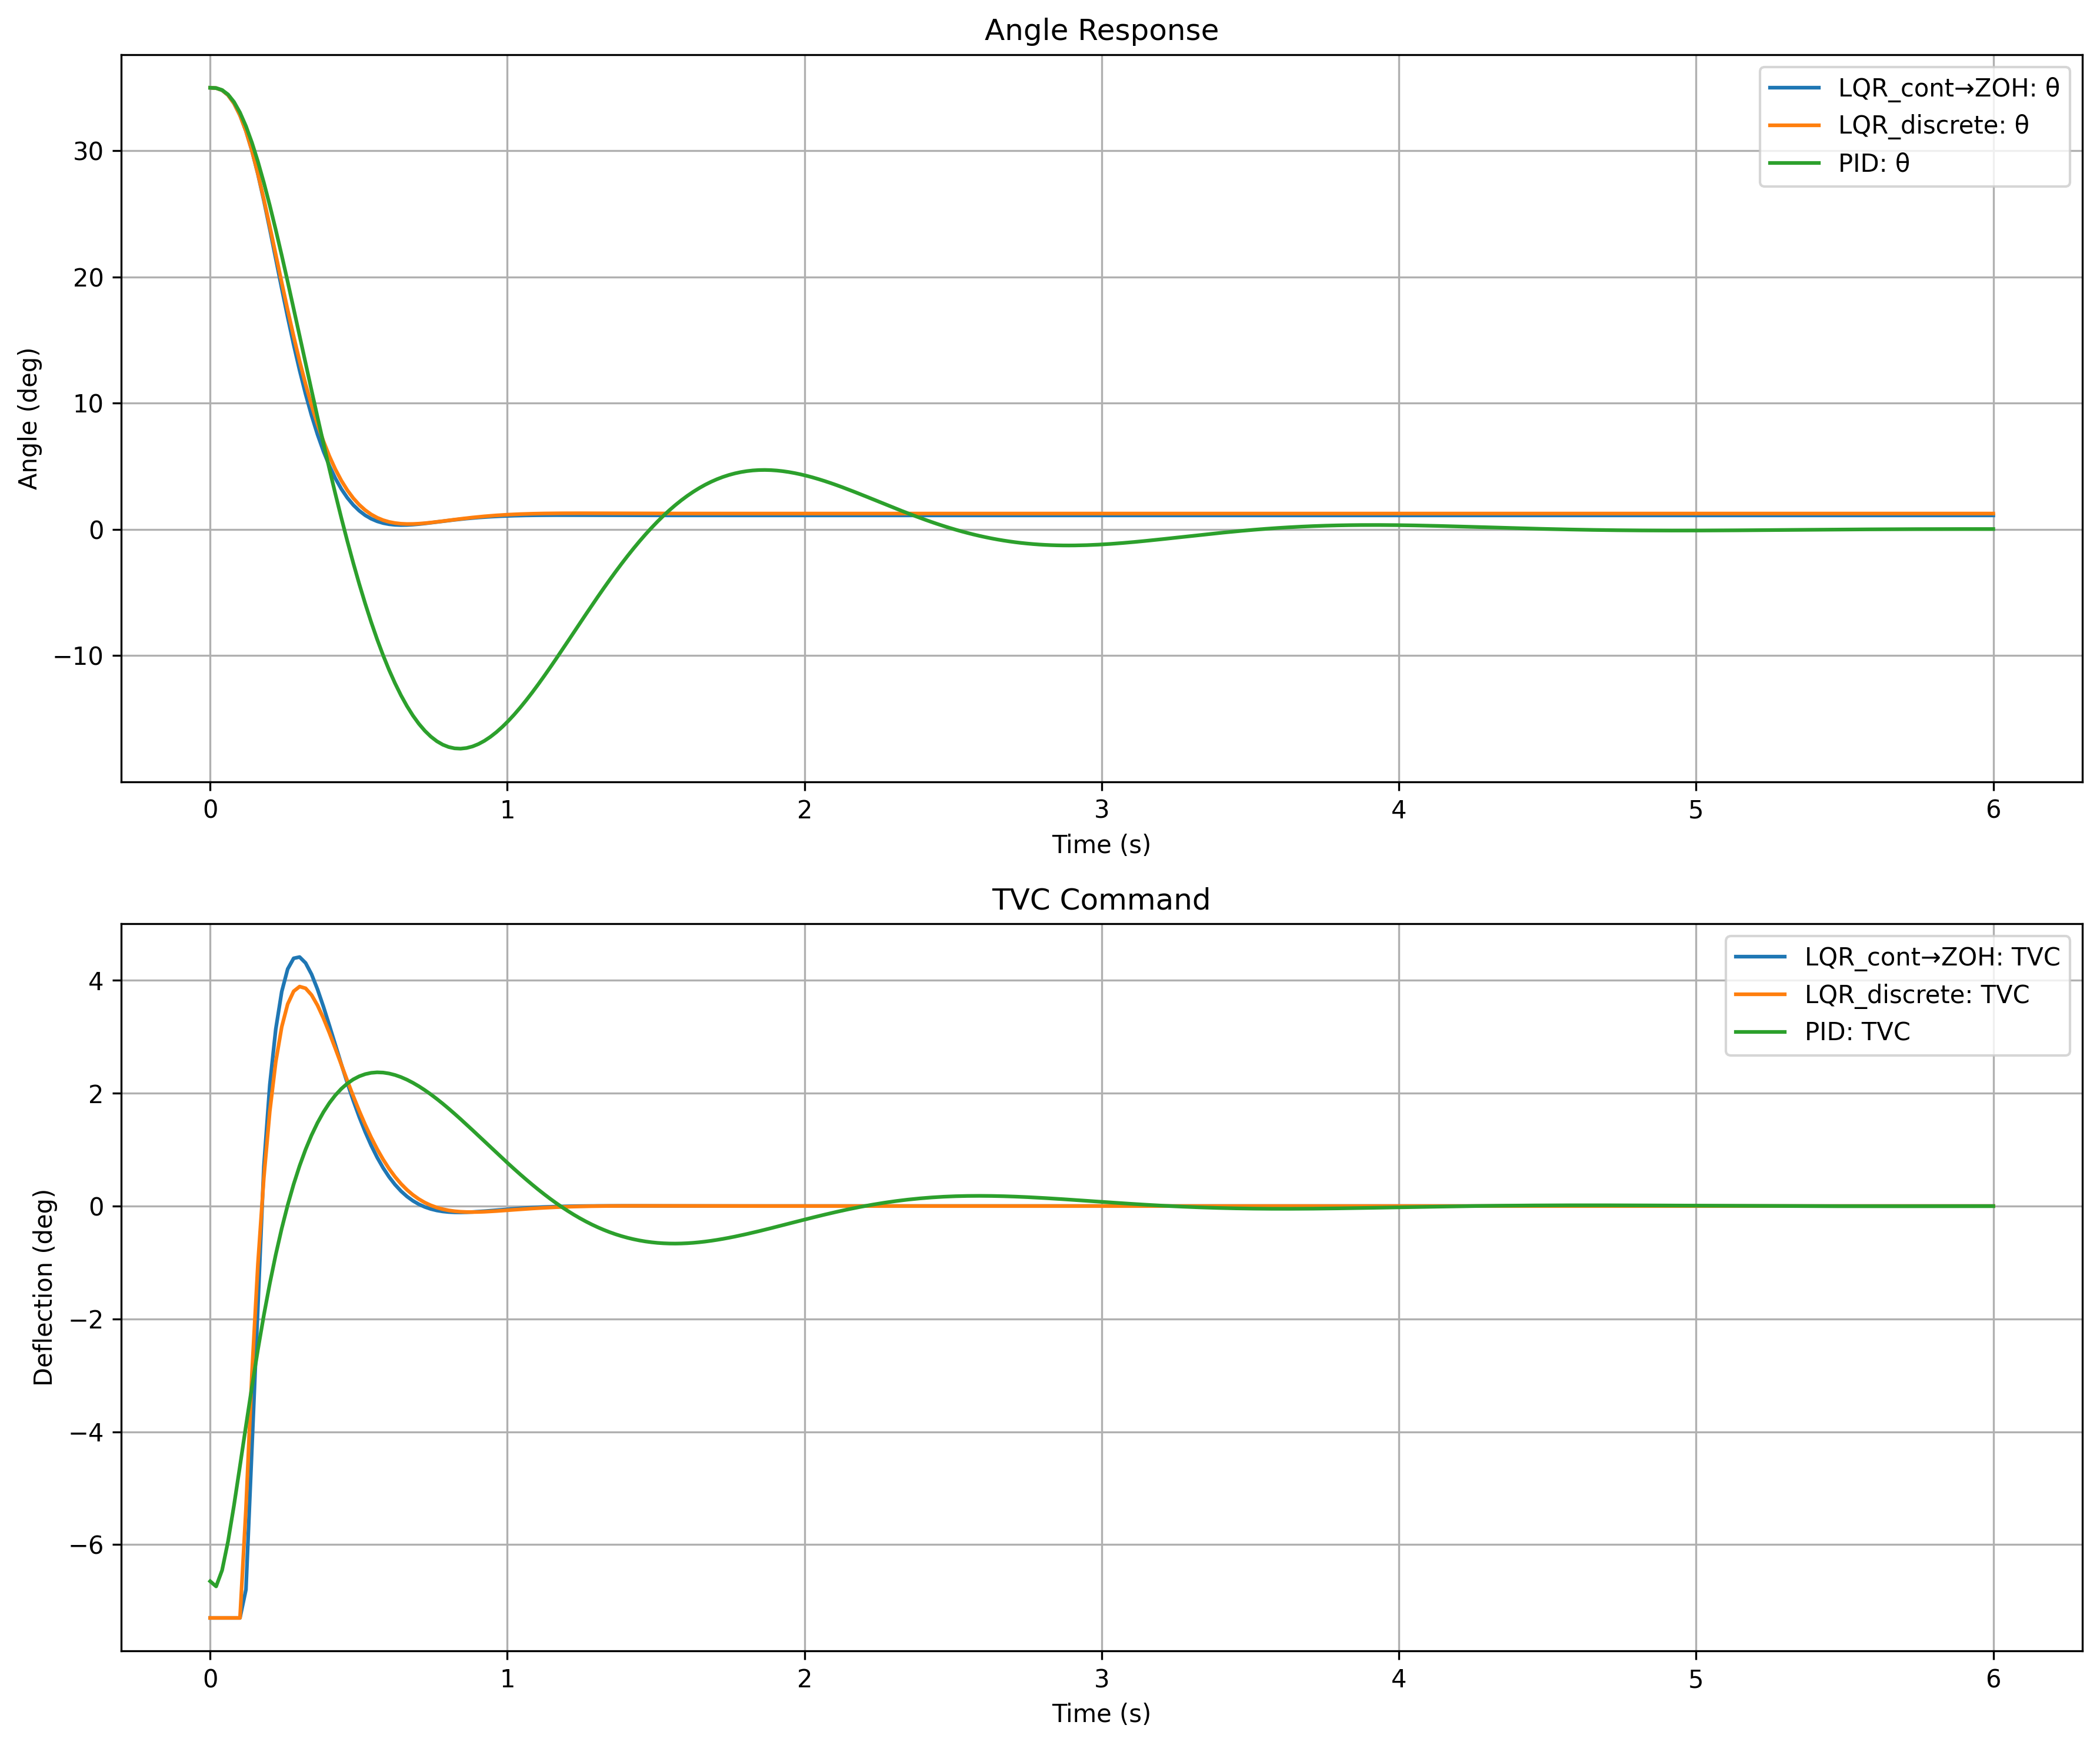 Angle Response
LQR_cont→ZOH: θ
LQR_discrete: θ
PID: θ
Angle (deg)
30
20
10
0
−10
0 1 2 3 4 5 6
Time (s)
TVC Command
LQR_cont→ZOH: TVC
LQR_discrete: TVC
PID: TVC
Deflection (deg)
4
2
0
−2
−4
−6
0 1 2 3 4 5 6
Time (s)